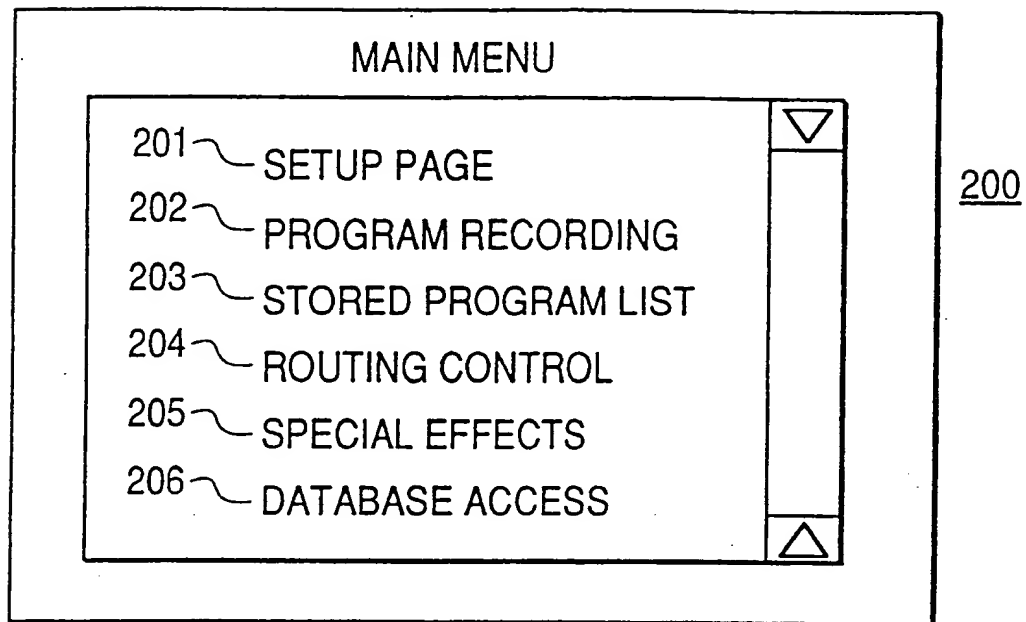 MAIN MENU
201 SETUP PAGE
200
202 PROGRAM RECORDING
203 STORED PROGRAM LIST
204 ROUTING CONTROL
205 SPECIAL EFFECTS
206 DATABASE ACCESS